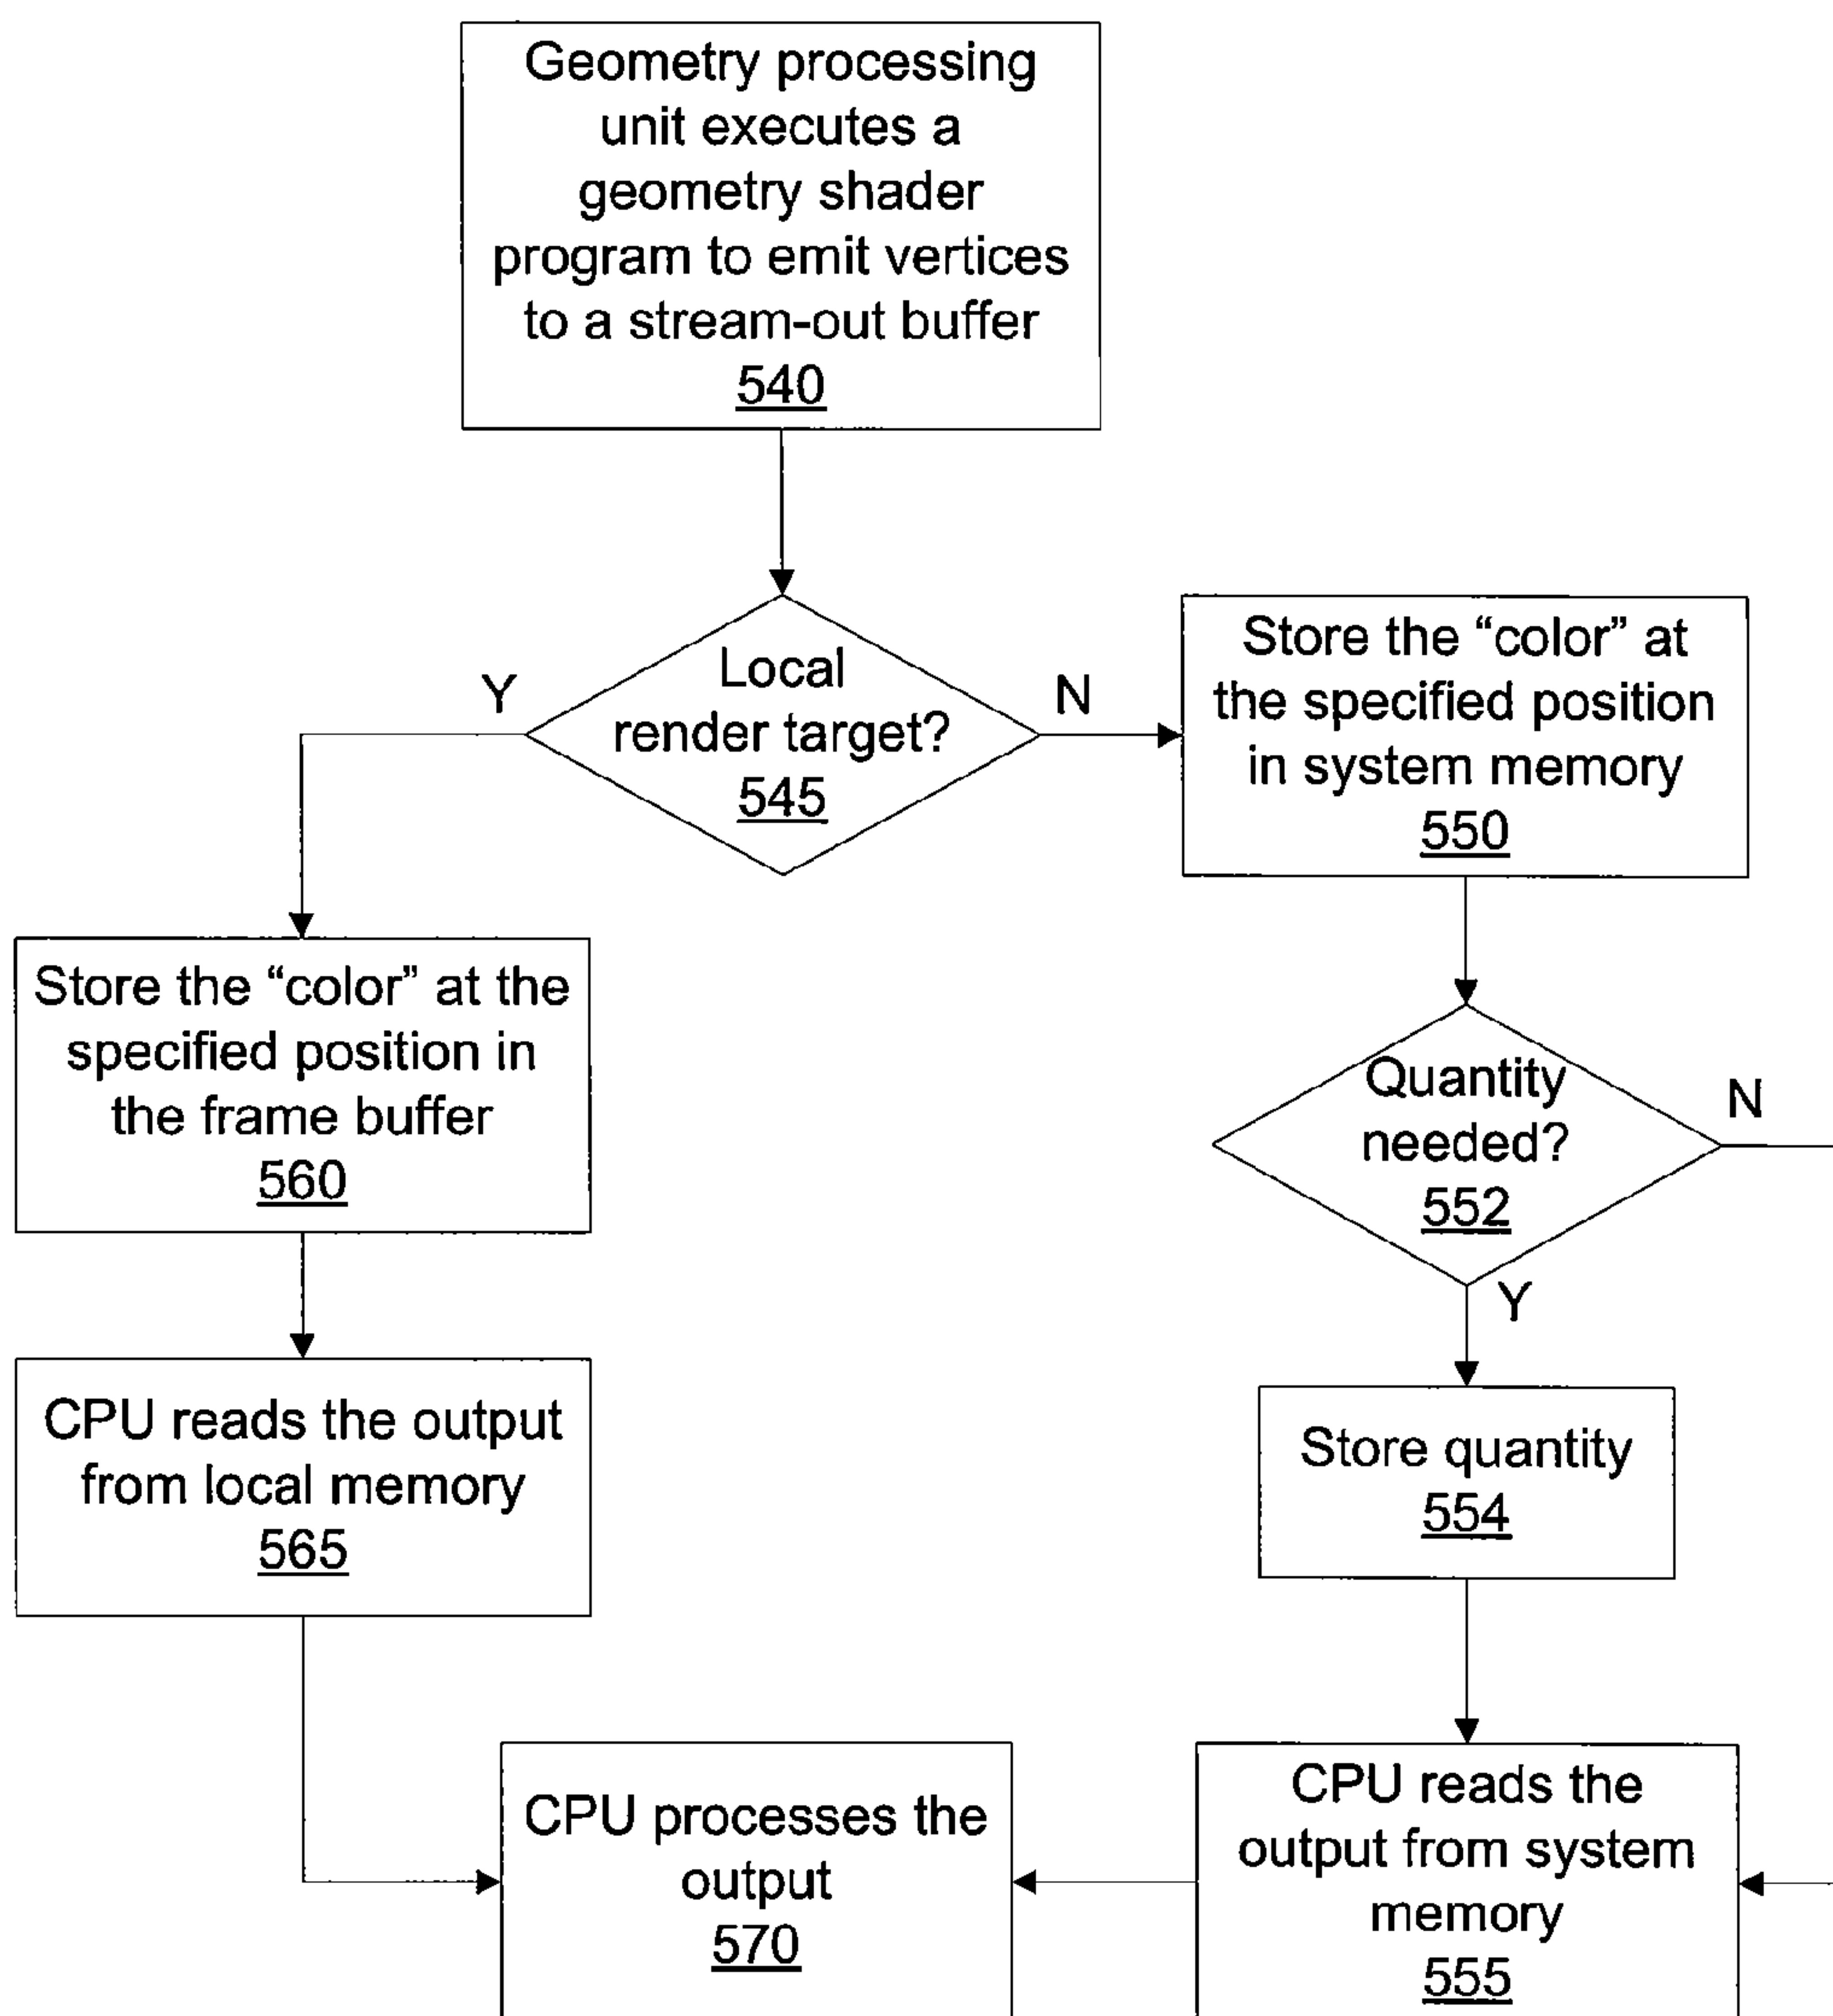 Geometry processing
unit executes a
geometry shader
program to emit vertices
to a stream-out buffer
540
Local
render target?
545
Y
N
Store the “color” at
the specified position
in system memory
550
Store the “color” at the
specified position in
the frame buffer
560
Quantity
needed?
552
N
Y
CPU reads the output
from local memory
565
Store quantity
554
CPU processes the
output
570
CPU reads the
output from system
memory
555